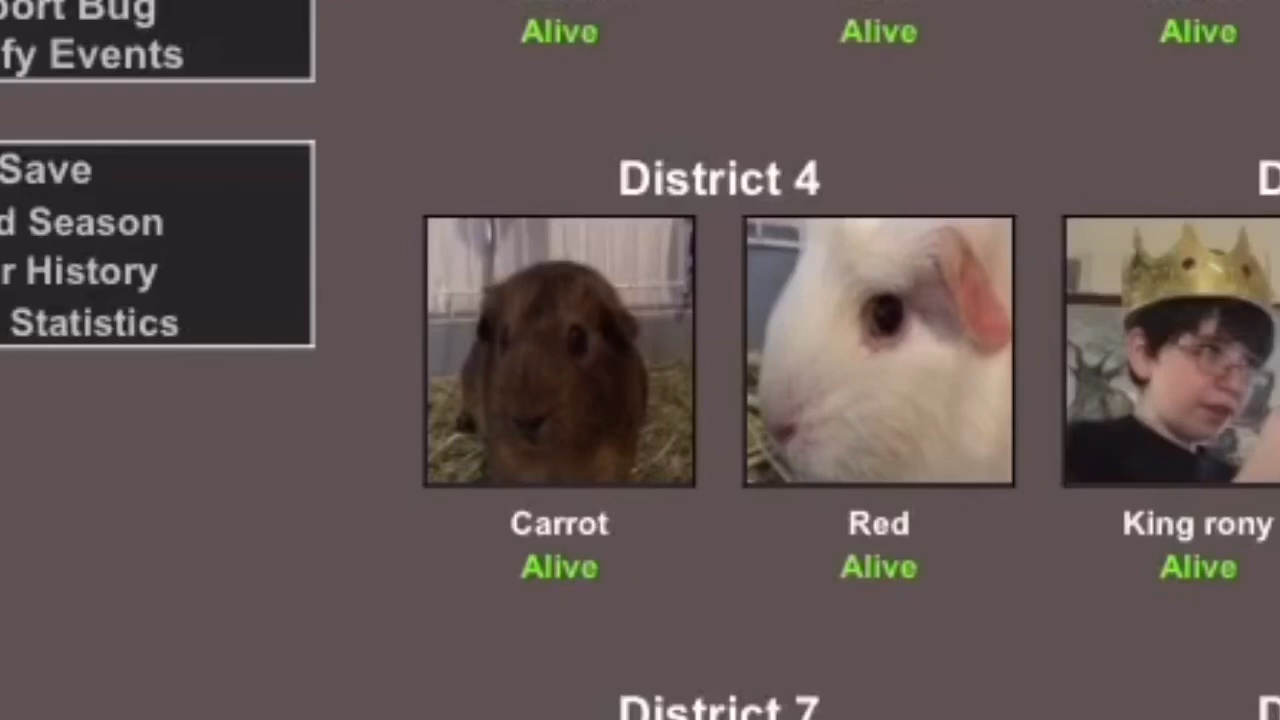 port Bug
fy Events
Alive
Alive
Alive
Save
d Season
r History
Statistics
District 4
D
Carrot
Red
King rony
Alive
Alive
Alive
District 7
D